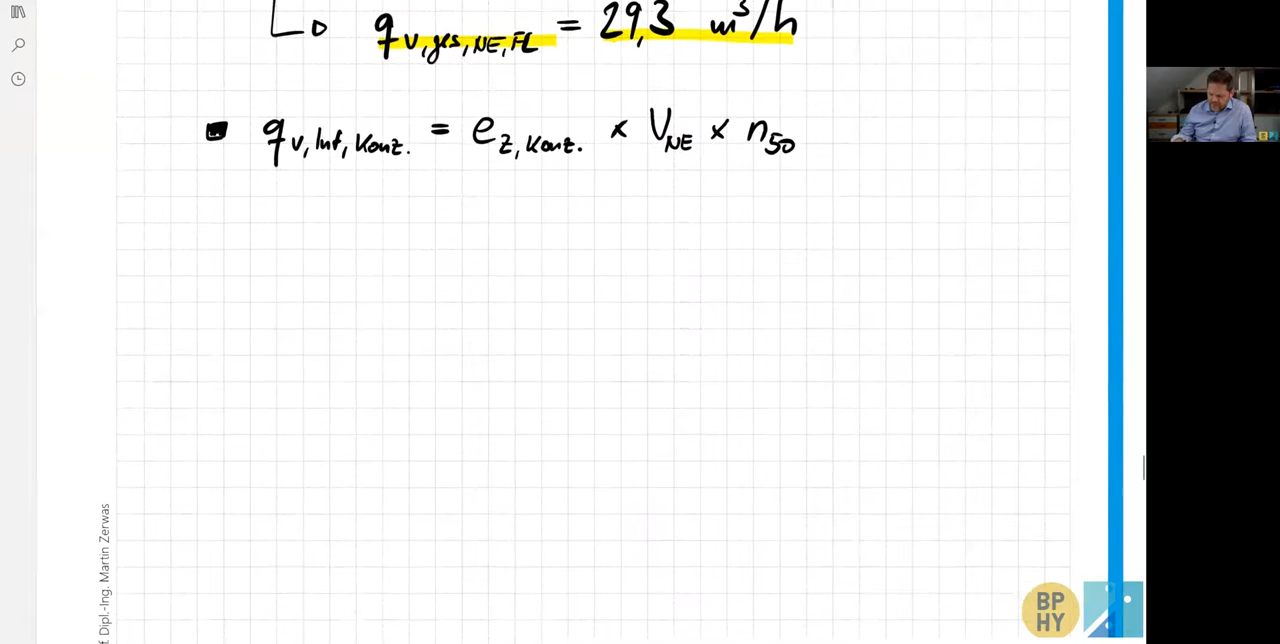 ↳ q v,ges,NE,FL = 29,3 m³/h
▪ q v,Inf,Konz. = e z,Konz. × V NE × n 50
f. Dipl.-Ing. Martin Zerwas
BP
HY